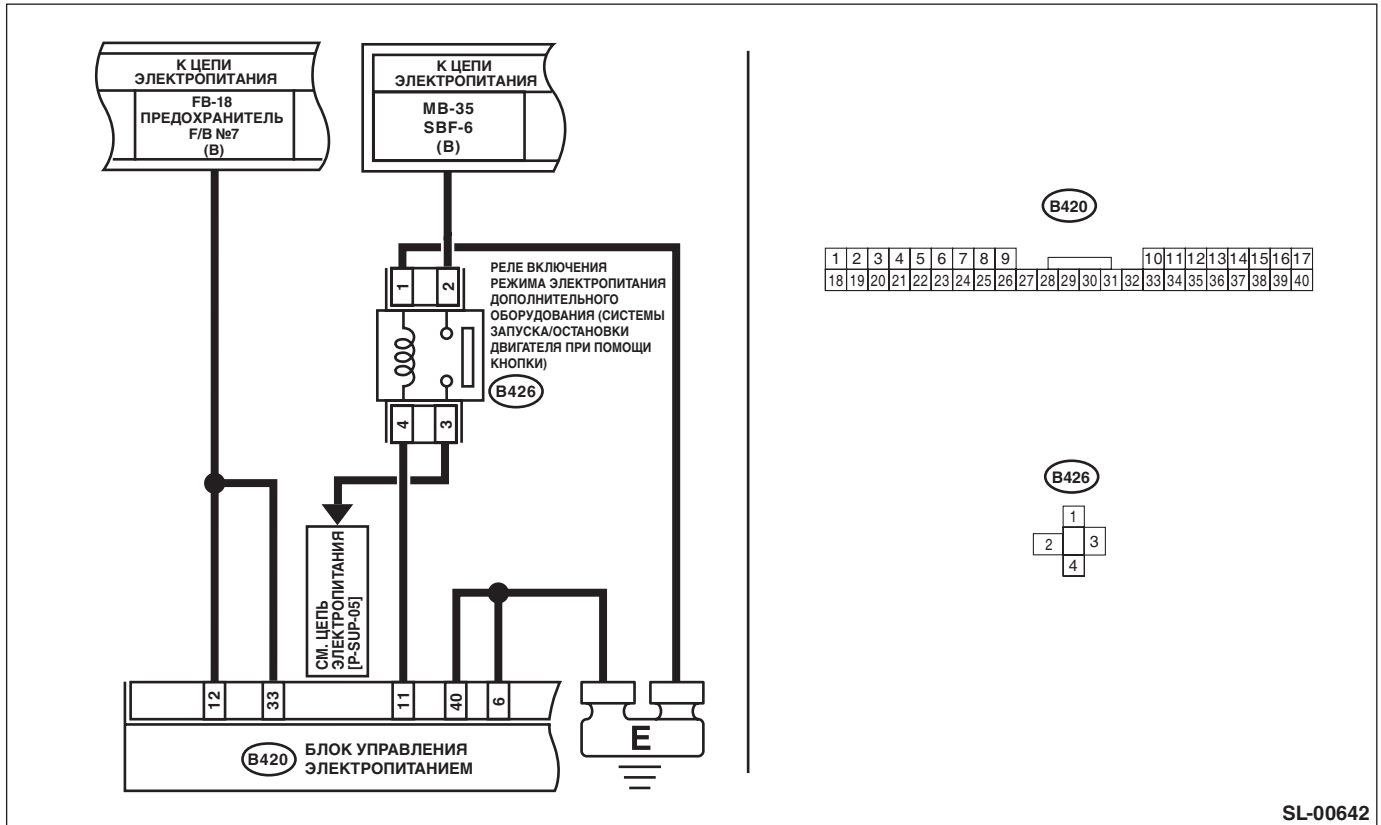 К ЦЕПИ
ЭЛЕКТРОПИТАНИЯ
FB-18
ПРЕДОХРАНИТЕЛЬ
F/B №7
(B)
К ЦЕПИ
ЭЛЕКТРОПИТАНИЯ
MB-35
SBF-6
(B)
1
2
4
3
РЕЛЕ ВКЛЮЧЕНИЯ
РЕЖИМА ЭЛЕКТРОПИТАНИЯ
ДОПОЛНИТЕЛЬНОГО
ОБОРУДОВАНИЯ (СИСТЕМЫ
ЗАПУСКА/ОСТАНОВКИ
ДВИГАТЕЛЯ ПРИ ПОМОЩИ
КНОПКИ)
B426
СМ. ЦЕПЬ
ЭЛЕКТРОПИТАНИЯ
[P-SUP-05]
12
33
11
40
6
B420
БЛОК УПРАВЛЕНИЯ
ЭЛЕКТРОПИТАНИЕМ
E
B420
1 2 3 4 5 6 7 8 9 10 11 12 13 14 15 16 17
18 19 20 21 22 23 24 25 26 27 28 29 30 31 32 33 34 35 36 37 38 39 40
B426
1
2 3
4
SL-00642